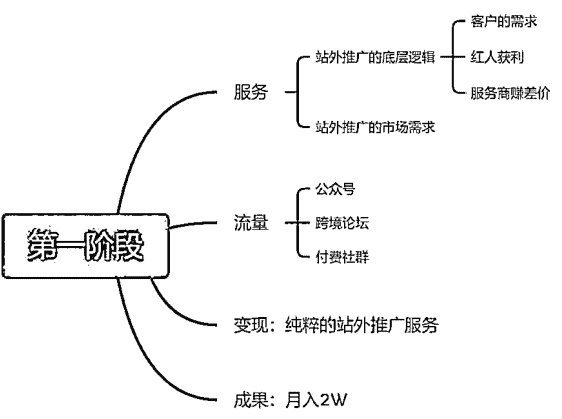 第一阶段
服务
站外推广的底层逻辑
客户的需求
红人获利
服务商赚差价
站外推广的市场需求
流量
公众号
跨境论坛
付费社群
变现：纯粹的站外推广服务
成果：月入2W